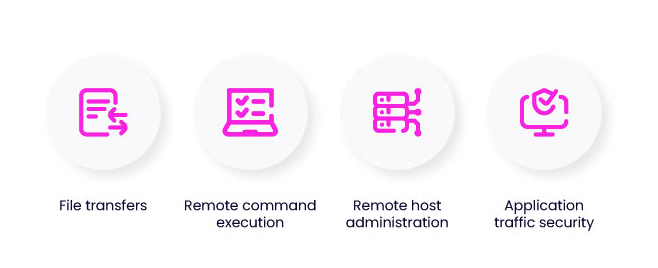 File transfers
Remote command
execution
Remote host
administration
Application
traffic security